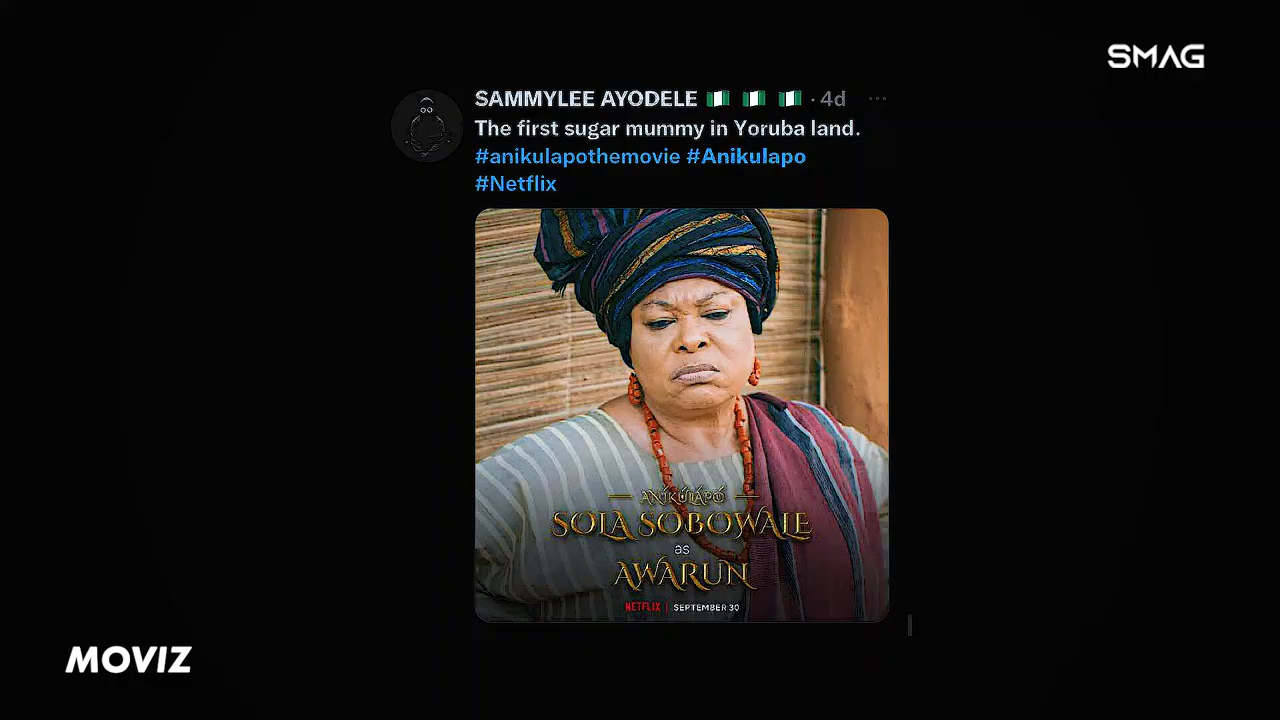 SMAG
SAMMYLEE AYODELE 🇳🇬 🇳🇬 🇳🇬 · 4d ...
The first sugar mummy in Yoruba land.
#anikulapothemovie #Anikulapo
#Netflix
ANÍKÚLÁPÓ
SOLA SOBOWALE
as
AWARUN
NETFLIX | SEPTEMBER 30
MOVIZ